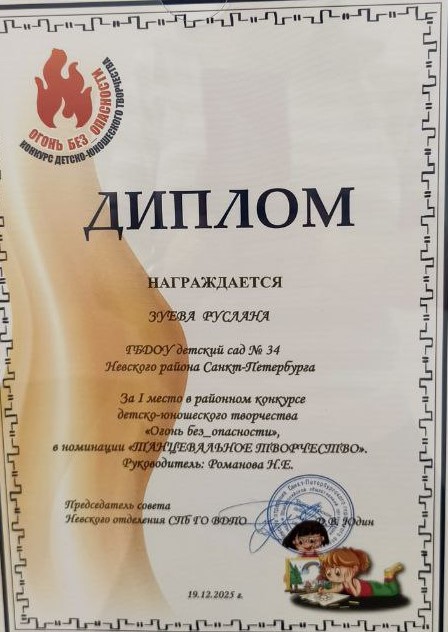 ОГОНЬ БЕЗ_ОПАСНОСТИ
КОНКУРС ДЕТСКО-ЮНОШЕСКОГО ТВОРЧЕСТВА
ДИПЛОМ
НАГРАЖДАЕТСЯ
ЗУЕВА РУСЛАНА
ГБДОУ детский сад № 34
Невского района Санкт-Петербурга
За I место в районном конкурсе
детско-юношеского творчества
«Огонь без_опасности»,
в номинации «ТАНЦЕВАЛЬНОЕ ТВОРЧЕСТВО».
Руководитель: Романова Н.Е.
Председатель совета
Невского отделения СПб ГО ВДПО В. Юдин
19.12.2025 г.